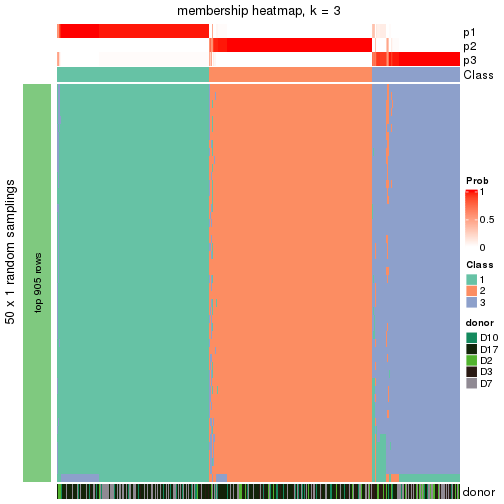 membership heatmap, k = 3
p1
p2
p3
Class
50 x 1 random samplings
top 905 rows
Prob
1
0.5
0
Class
1
2
3
donor
D10
D17
D2
D3
D7
donor